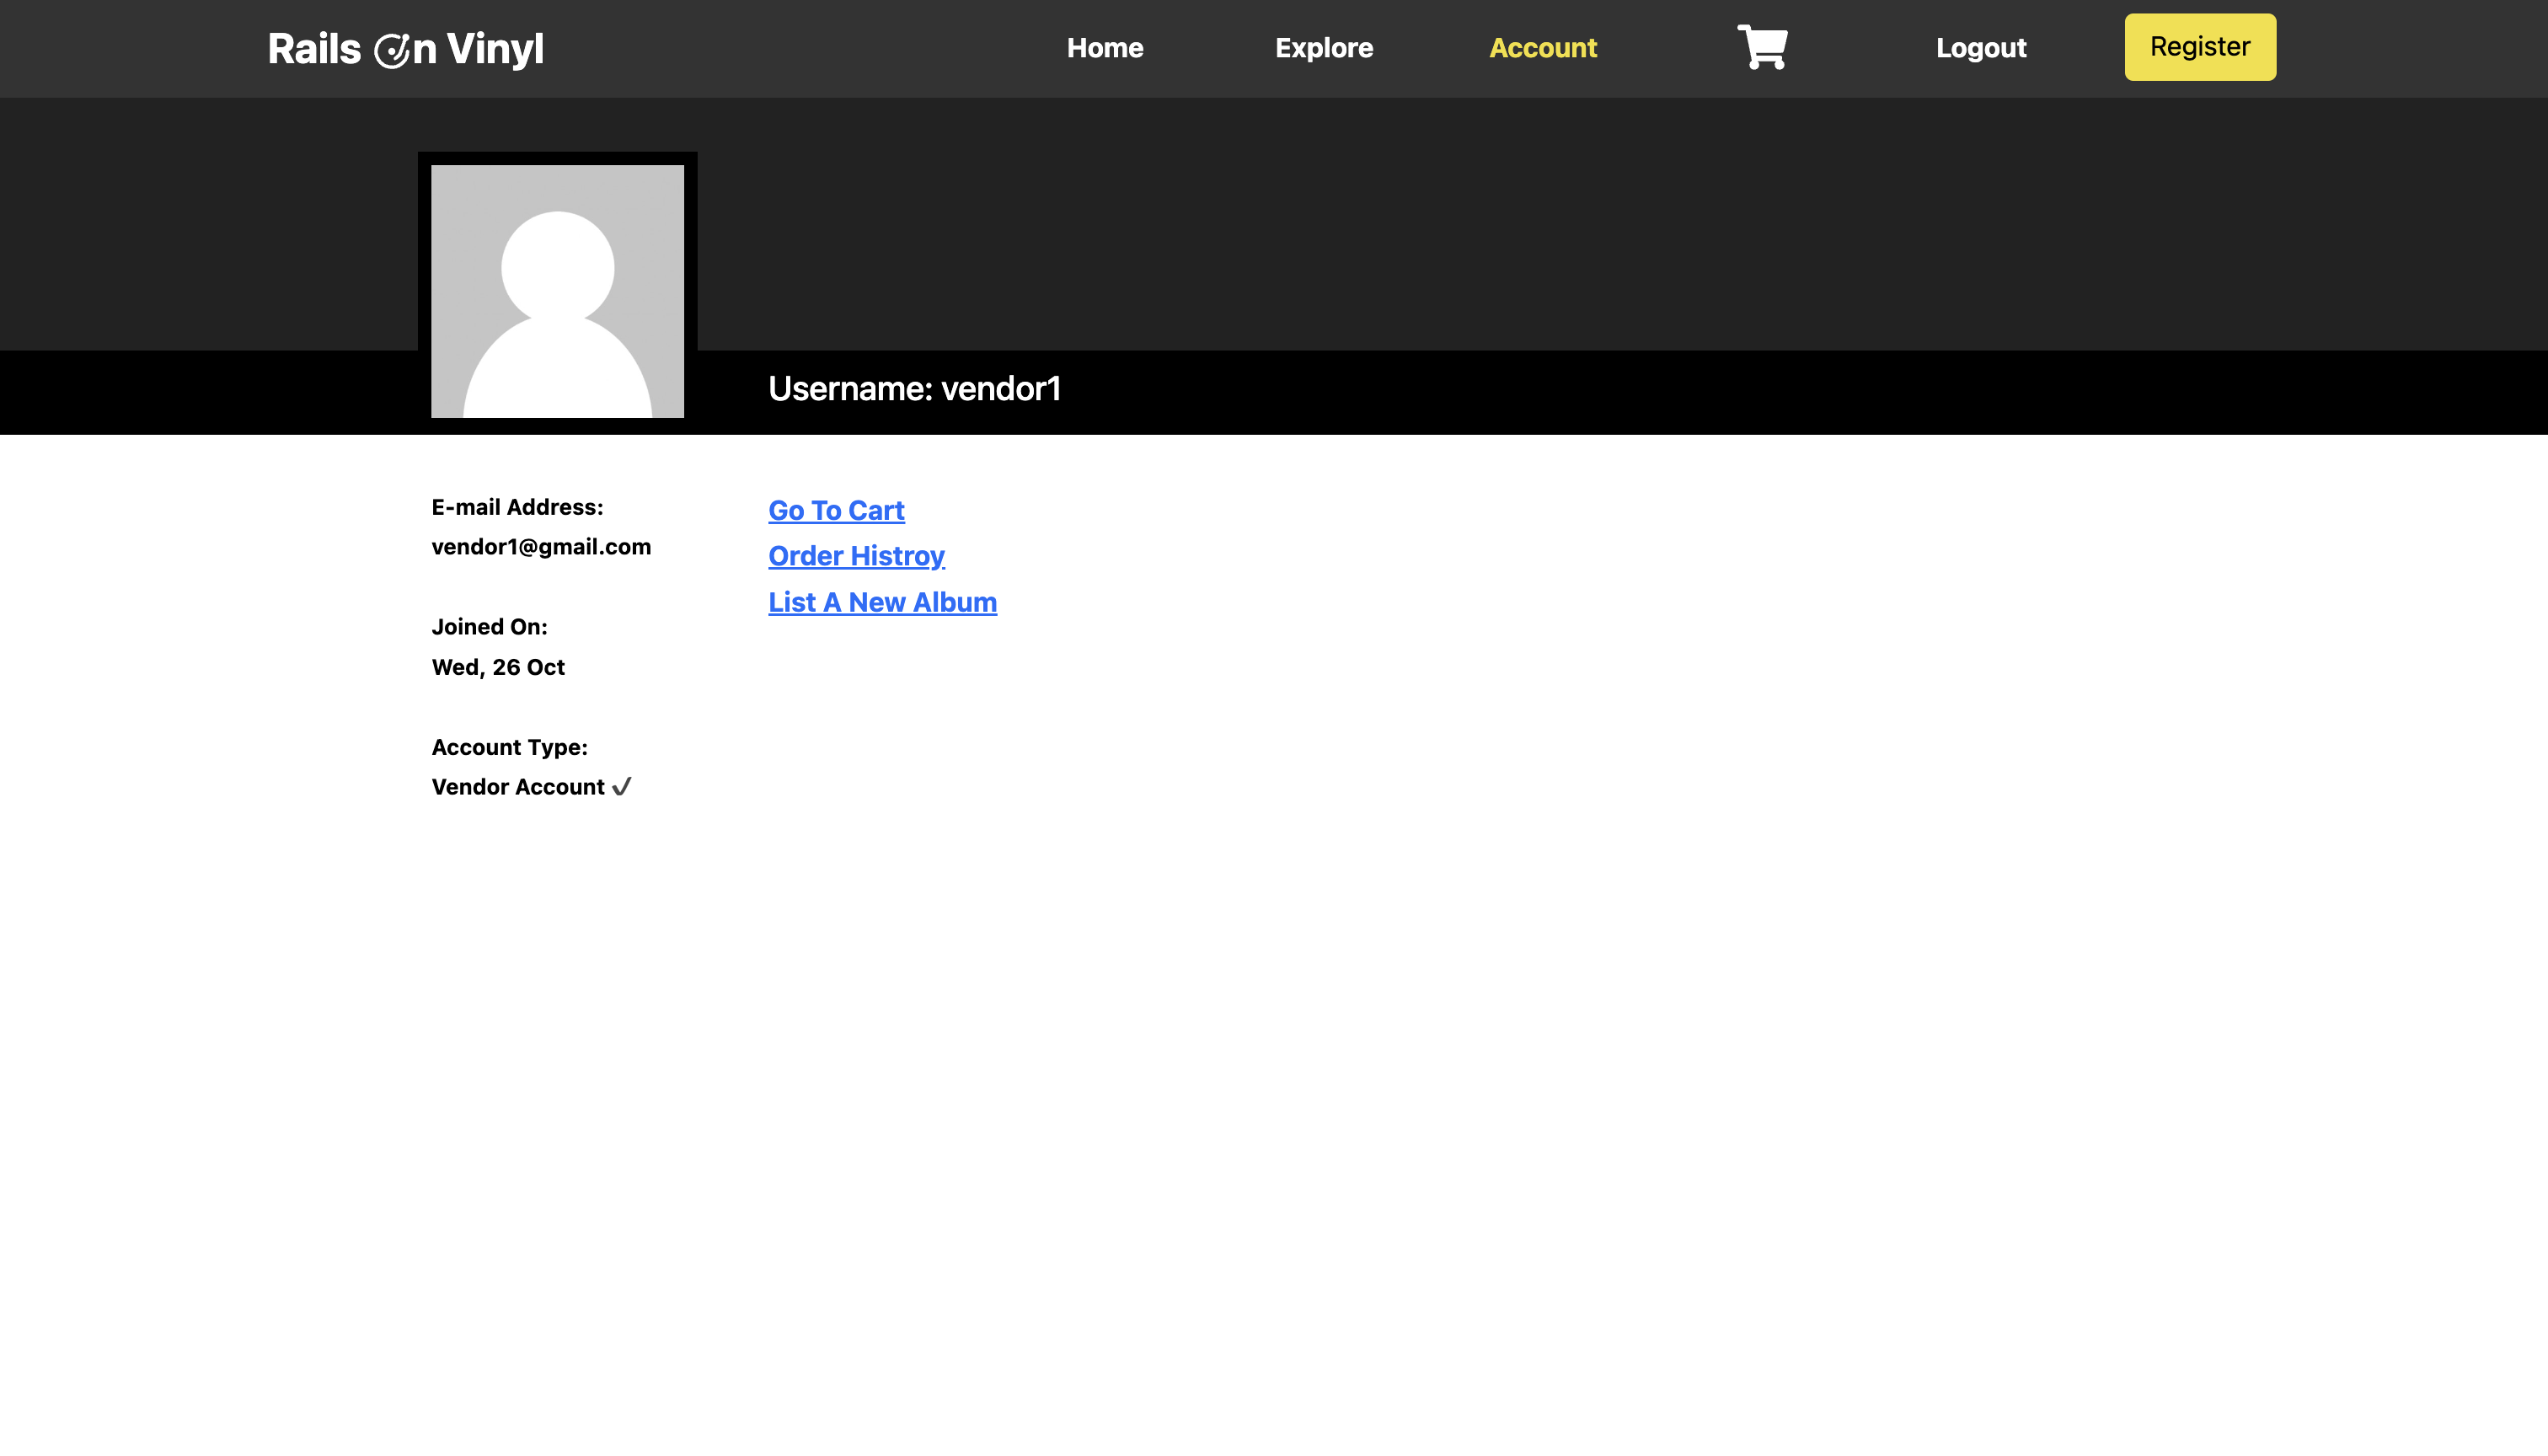 Rails On Vinyl
Home Explore Account Logout Register
Username: vendor1
E-mail Address:
vendor1@gmail.com
Joined On:
Wed, 26 Oct
Account Type:
Vendor Account ✓
Go To Cart
Order Histroy
List A New Album